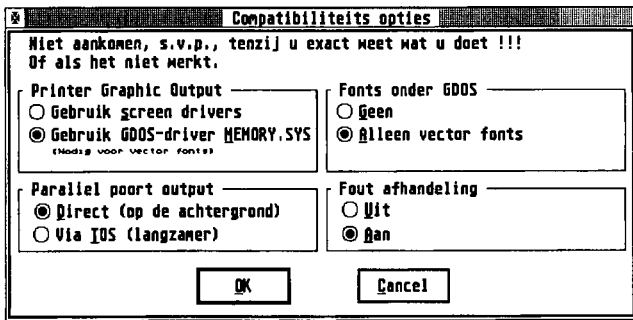 Compatibiliteits opties
Niet aankomen, s.v.p., tenzij u exact weet wat u doet !!!
Of als het niet werkt.
Printer Graphic Output
Gebruik screen drivers
Gebruik GDOS-driver MEMORY.SYS
(Nodig voor vector fonts)
Fonts onder GDOS
Geen
Alleen vector fonts
Parallel poort output
Direct (op de achtergrond)
Via TOS (langzamer)
Fout afhandeling
Uit
Aan
OK
Cancel